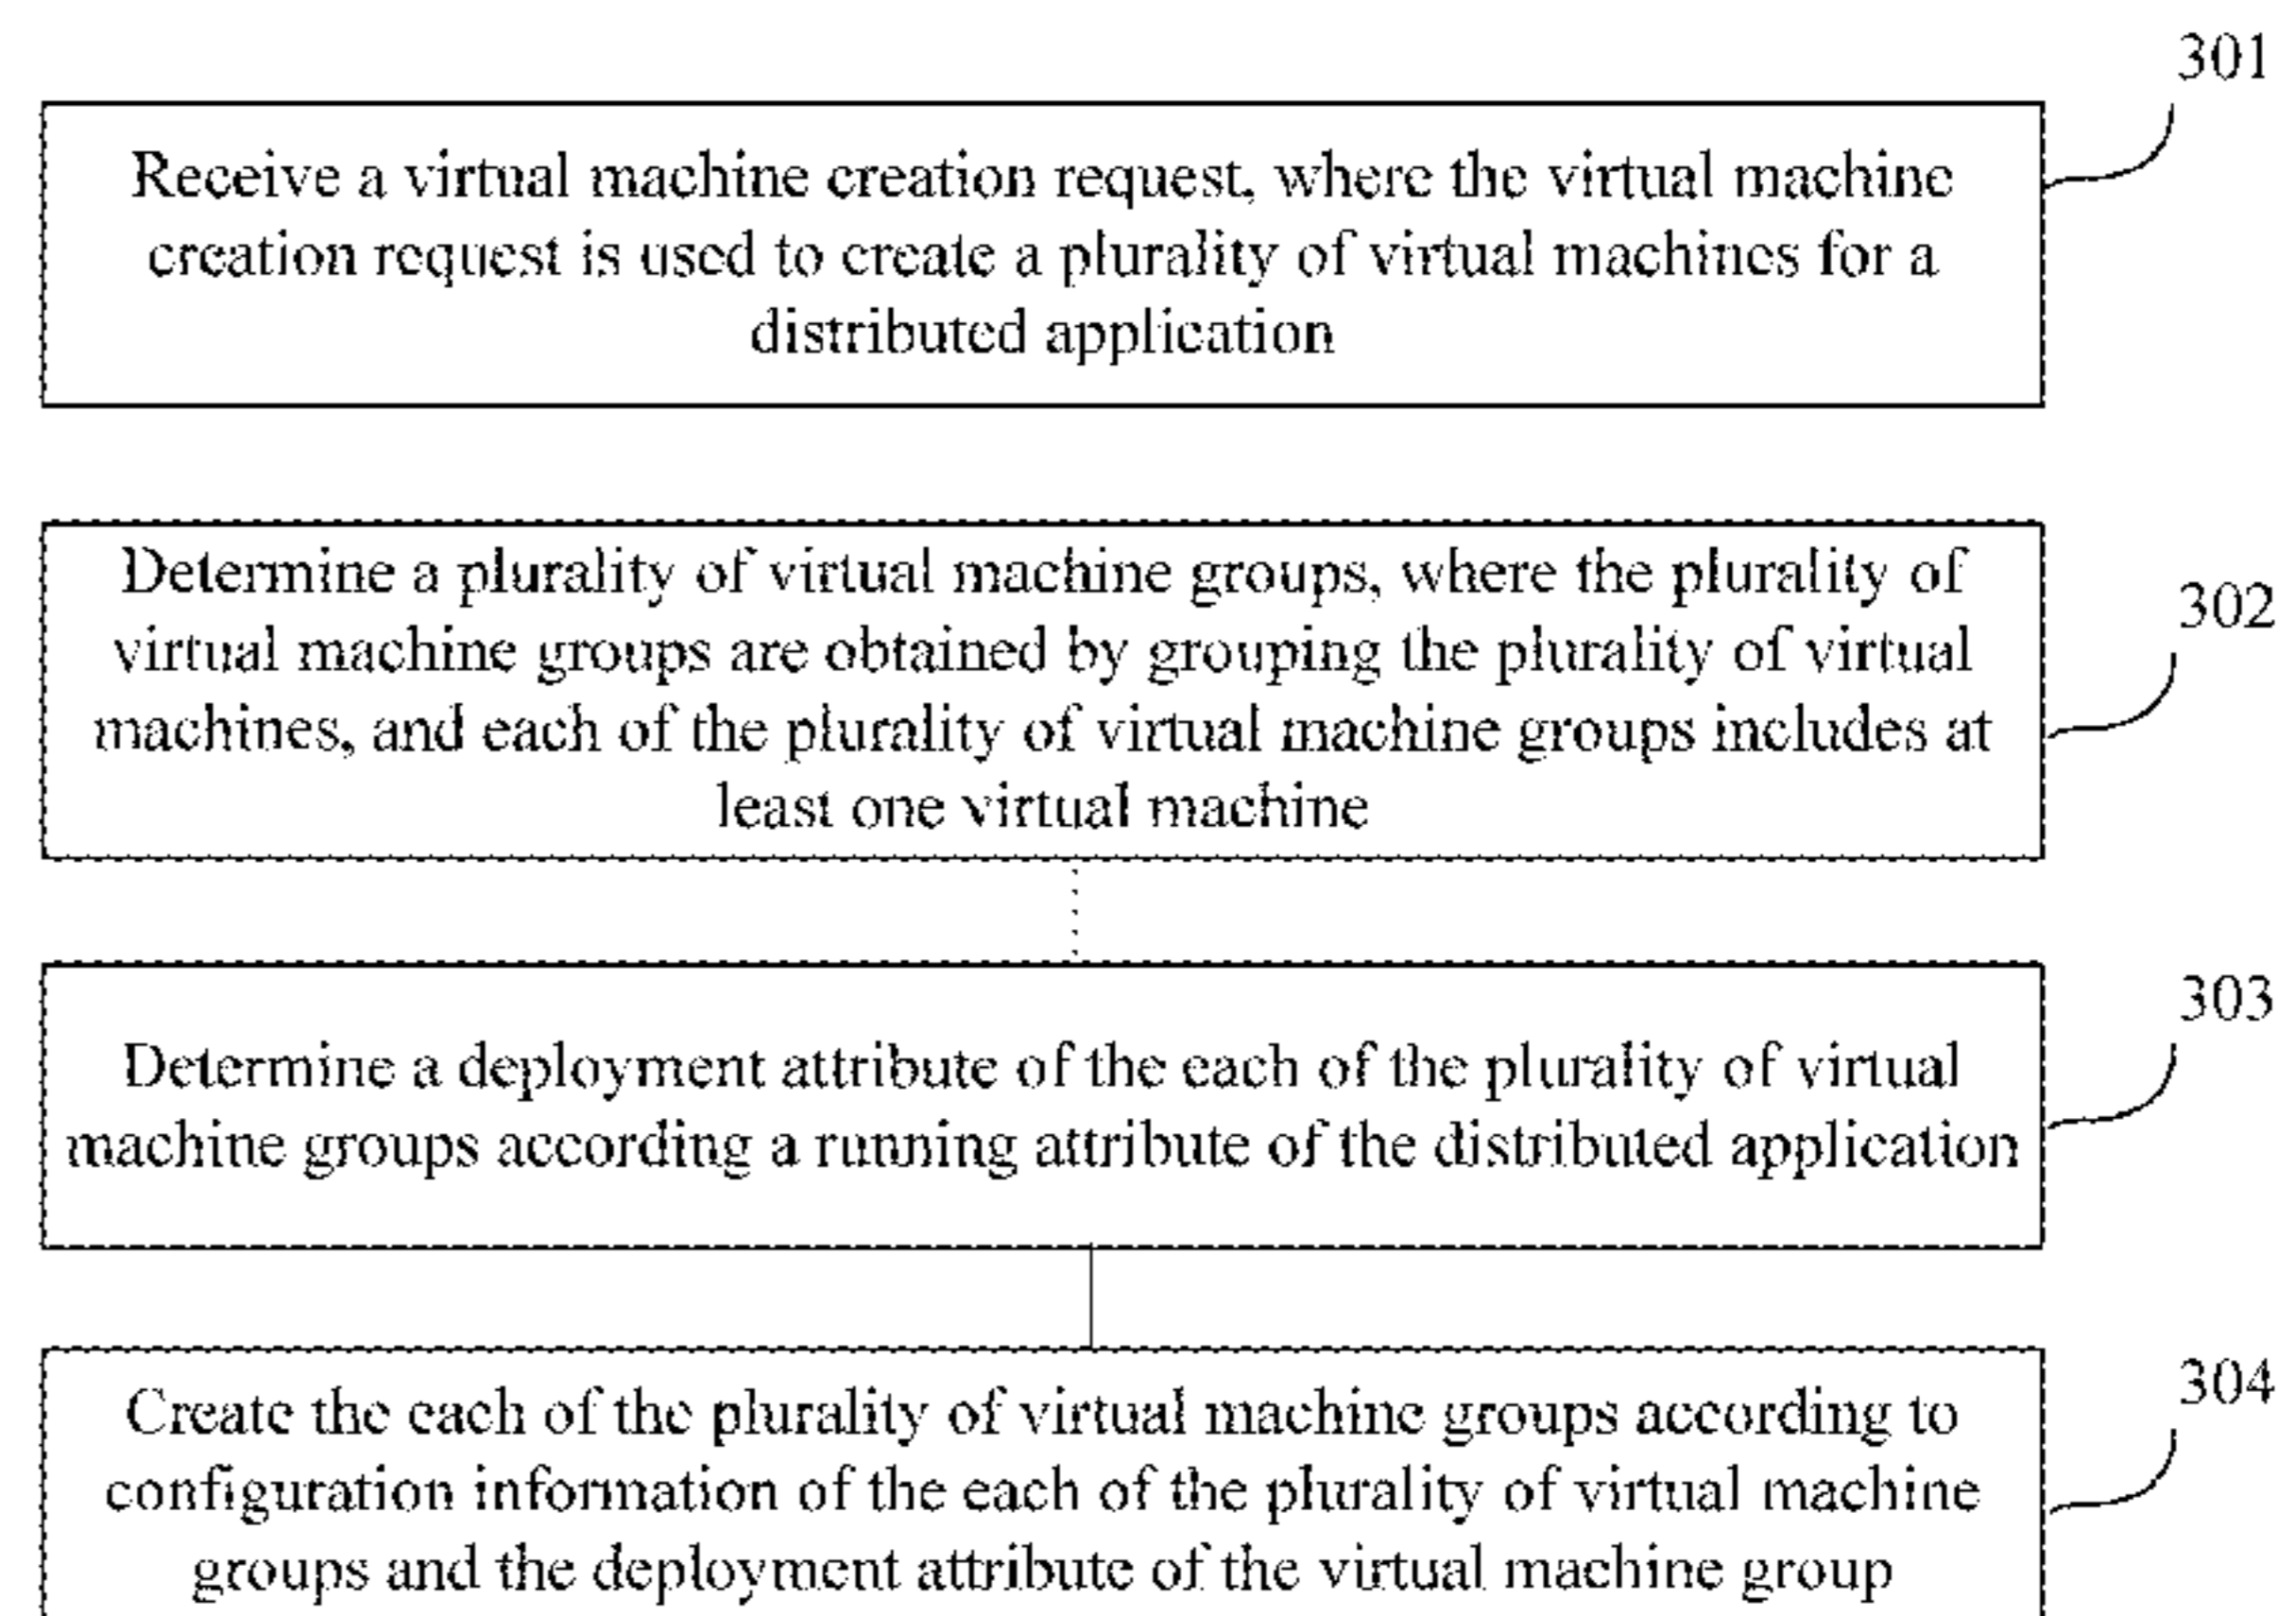 301
Receive a virtual machine creation request, where the virtual machine
creation request is used to create a plurality of virtual machines for a
distributed application
302
Determine a plurality of virtual machine groups, where the plurality of
virtual machine groups are obtained by grouping the plurality of virtual
machines, and each of the plurality of virtual machine groups includes at
least one virtual machine
303
Determine a deployment attribute of the each of the plurality of virtual
machine groups according a running attribute of the distributed application
304
Create the each of the plurality of virtual machine groups according to
configuration information of the each of the plurality of virtual machine
groups and the deployment attribute of the virtual machine group